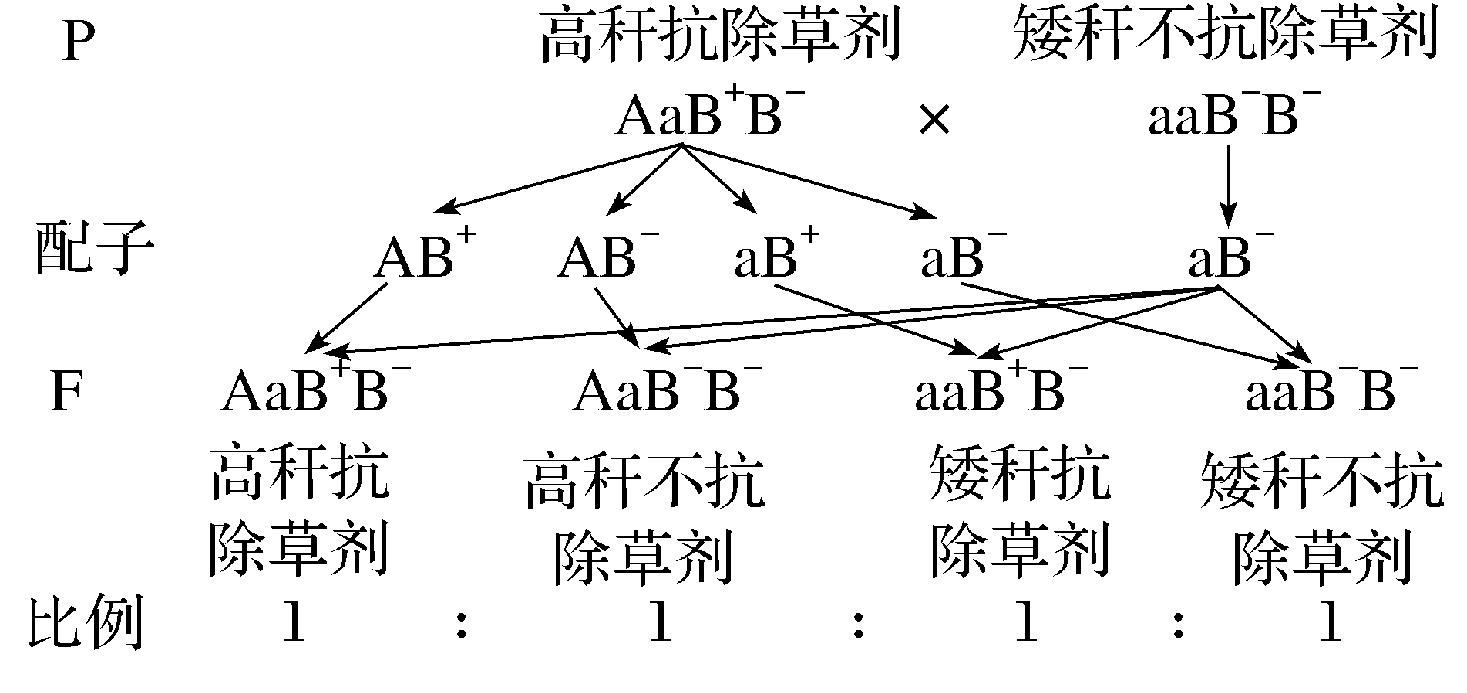 P 高秆抗除草剂 矮秆不抗除草剂
AaB⁺B⁻ × aaB⁻B⁻
配子 AB⁺ AB⁻ aB⁺ aB⁻ aB⁻
F AaB⁺B⁻ AaB⁻B⁻ aaB⁺B⁻ aaB⁻B⁻
高秆抗 高秆不抗 矮秆抗 矮秆不抗
除草剂 除草剂 除草剂 除草剂
比例 1 : 1 : 1 : 1